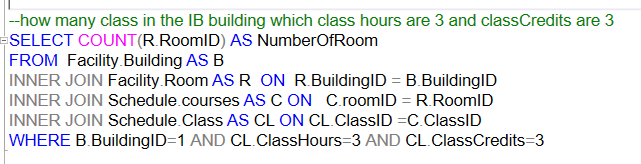 --how many class in the IB building which class hours are 3 and classCredits are 3
SELECT COUNT(R.RoomID) AS NumberOfRoom
FROM  Facility.Building AS B
INNER JOIN Facility.Room AS R  ON  R.BuildingID = B.BuildingID
INNER JOIN Schedule.courses AS C ON   C.roomID = R.RoomID
INNER JOIN Schedule.Class AS CL ON CL.ClassID =C.ClassID
WHERE B.BuildingID=1 AND CL.ClassHours=3 AND CL.ClassCredits=3